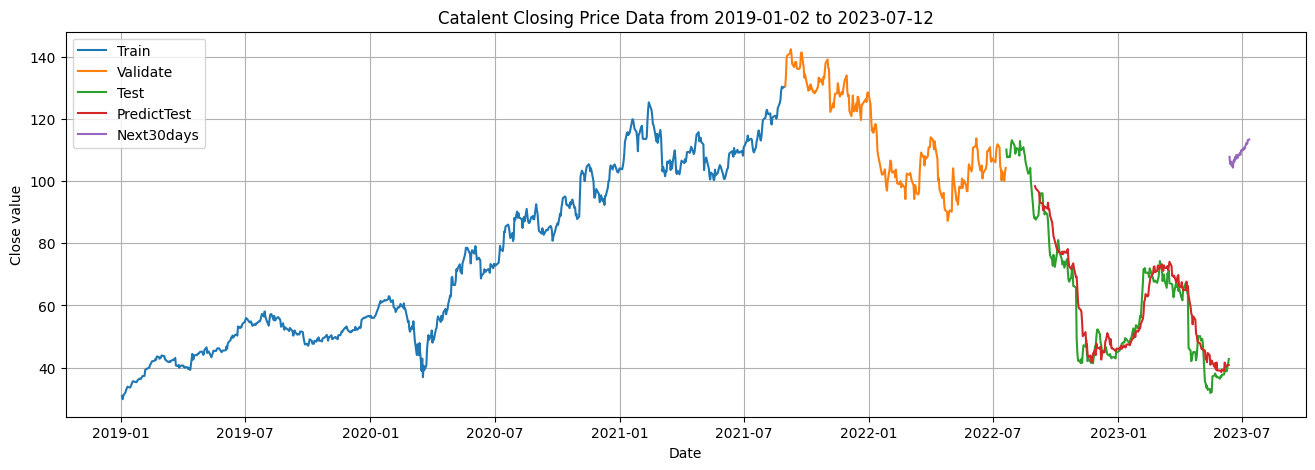 Catalent Closing Price Data from 2019-01-02 to 2023-07-12
Train
Validate
Test
PredictTest
Next30days
Close value
140
120
100
80
60
40
2019-01
2019-07
2020-01
2020-07
2021-01
2021-07
2022-01
2022-07
2023-01
2023-07
Date